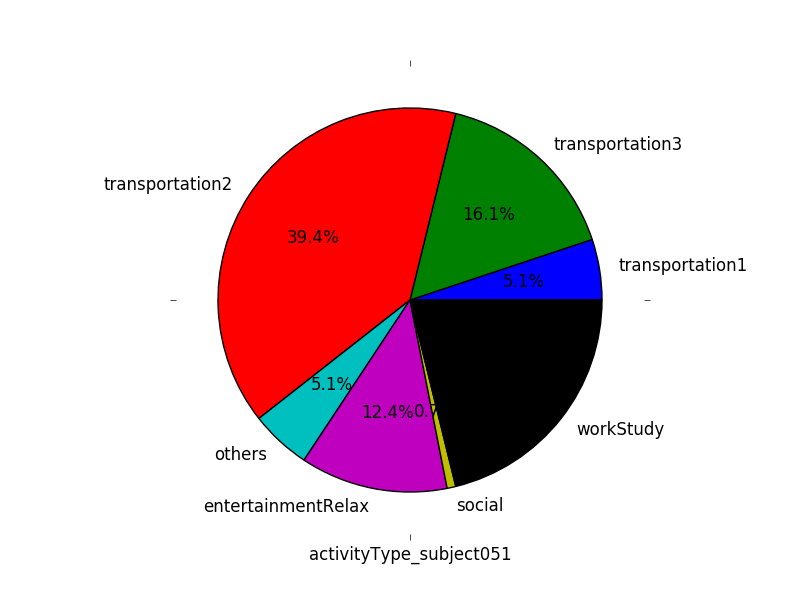 transportation3
transportation2
16.1%
39.4%
transportation1
5.1%
5.1%
12.4%
workStudy
others
entertainmentRelax
social
activityType_subject051